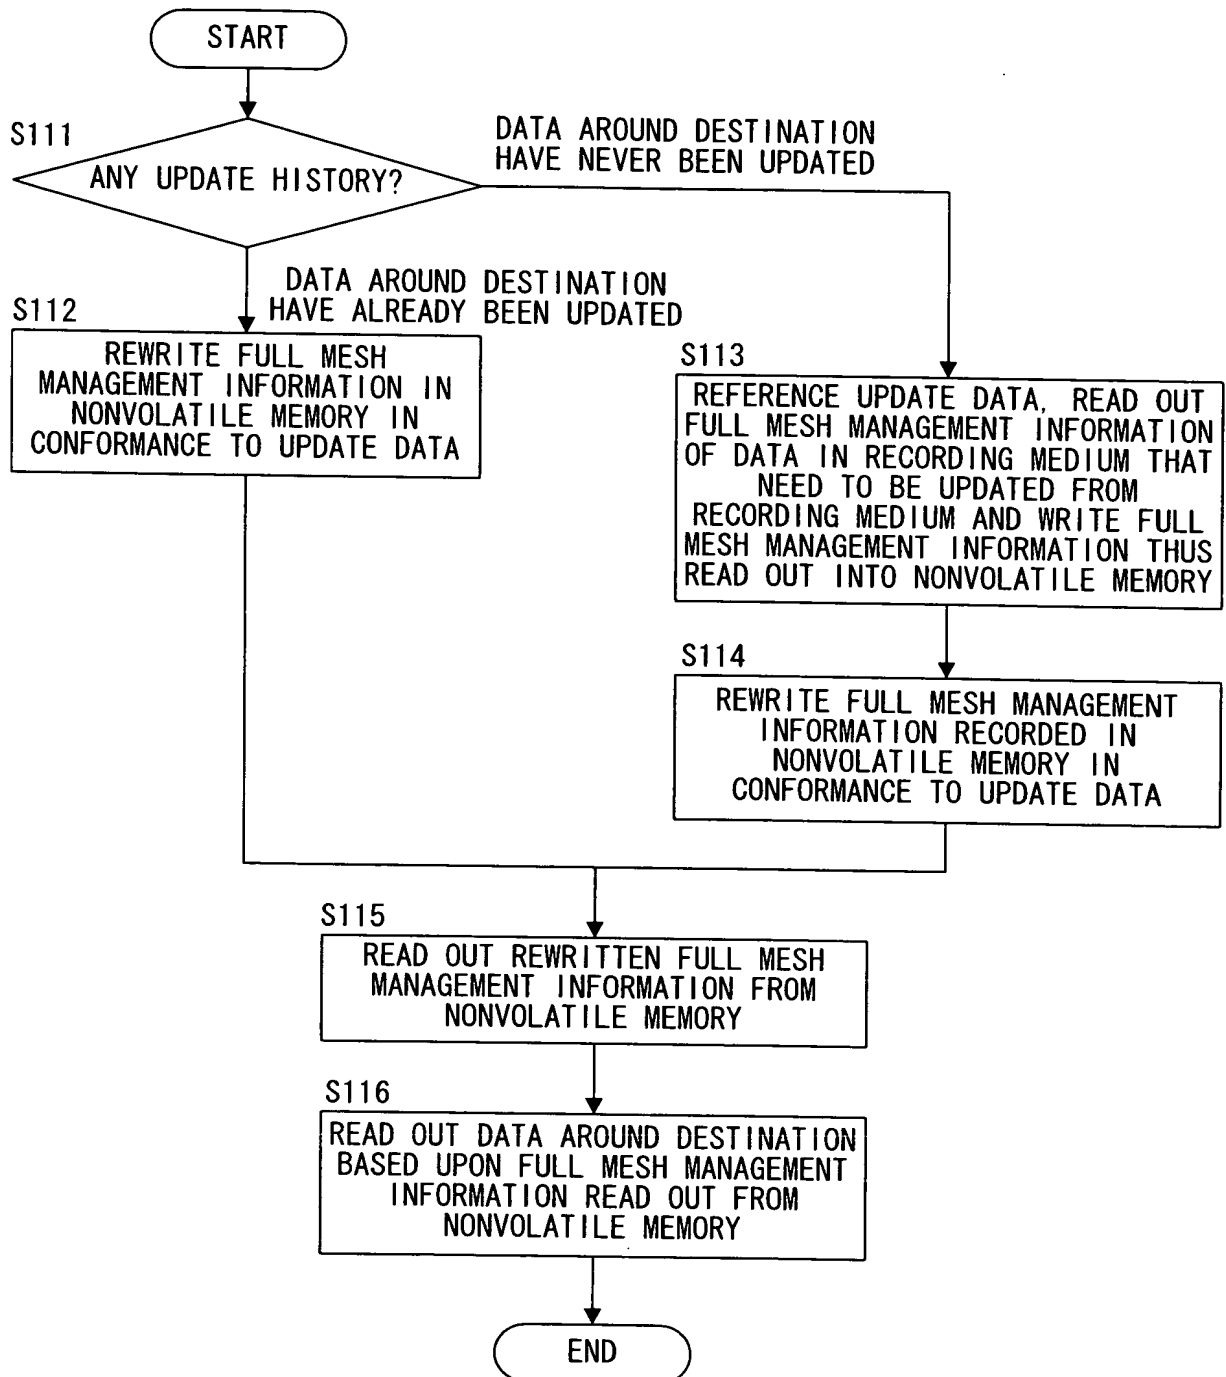 START
S111
ANY UPDATE HISTORY?
DATA AROUND DESTINATION
HAVE NEVER BEEN UPDATED
DATA AROUND DESTINATION
HAVE ALREADY BEEN UPDATED
S112
REWRITE FULL MESH
MANAGEMENT INFORMATION IN
NONVOLATILE MEMORY IN
CONFORMANCE TO UPDATE DATA
S113
REFERENCE UPDATE DATA, READ OUT
FULL MESH MANAGEMENT INFORMATION
OF DATA IN RECORDING MEDIUM THAT
NEED TO BE UPDATED FROM
RECORDING MEDIUM AND WRITE FULL
MESH MANAGEMENT INFORMATION THUS
READ OUT INTO NONVOLATILE MEMORY
S114
REWRITE FULL MESH MANAGEMENT
INFORMATION RECORDED IN
NONVOLATILE MEMORY IN
CONFORMANCE TO UPDATE DATA
S115
READ OUT REWRITTEN FULL MESH
MANAGEMENT INFORMATION FROM
NONVOLATILE MEMORY
S116
READ OUT DATA AROUND DESTINATION
BASED UPON FULL MESH MANAGEMENT
INFORMATION READ OUT FROM
NONVOLATILE MEMORY
END